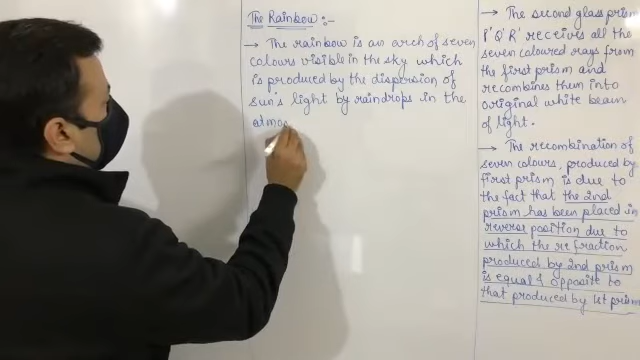 The Rainbow :-
→ The rainbow is an arch of seven
colours visible in the sky which
is produced by the dispersion of
sun's light by raindrops in the
atmos
→ The second glass prism
P'Q'R' receives all the
seven coloured rays from
the first prism and
recombines them into
original white beam
of light.
→ The recombination of
seven colours, produced by
first prism is due to
the fact that the 2nd
prism has been placed in
reverse position due to
which the refraction
produced by 2nd prism
is equal & opposite to
that produced by 1st prism